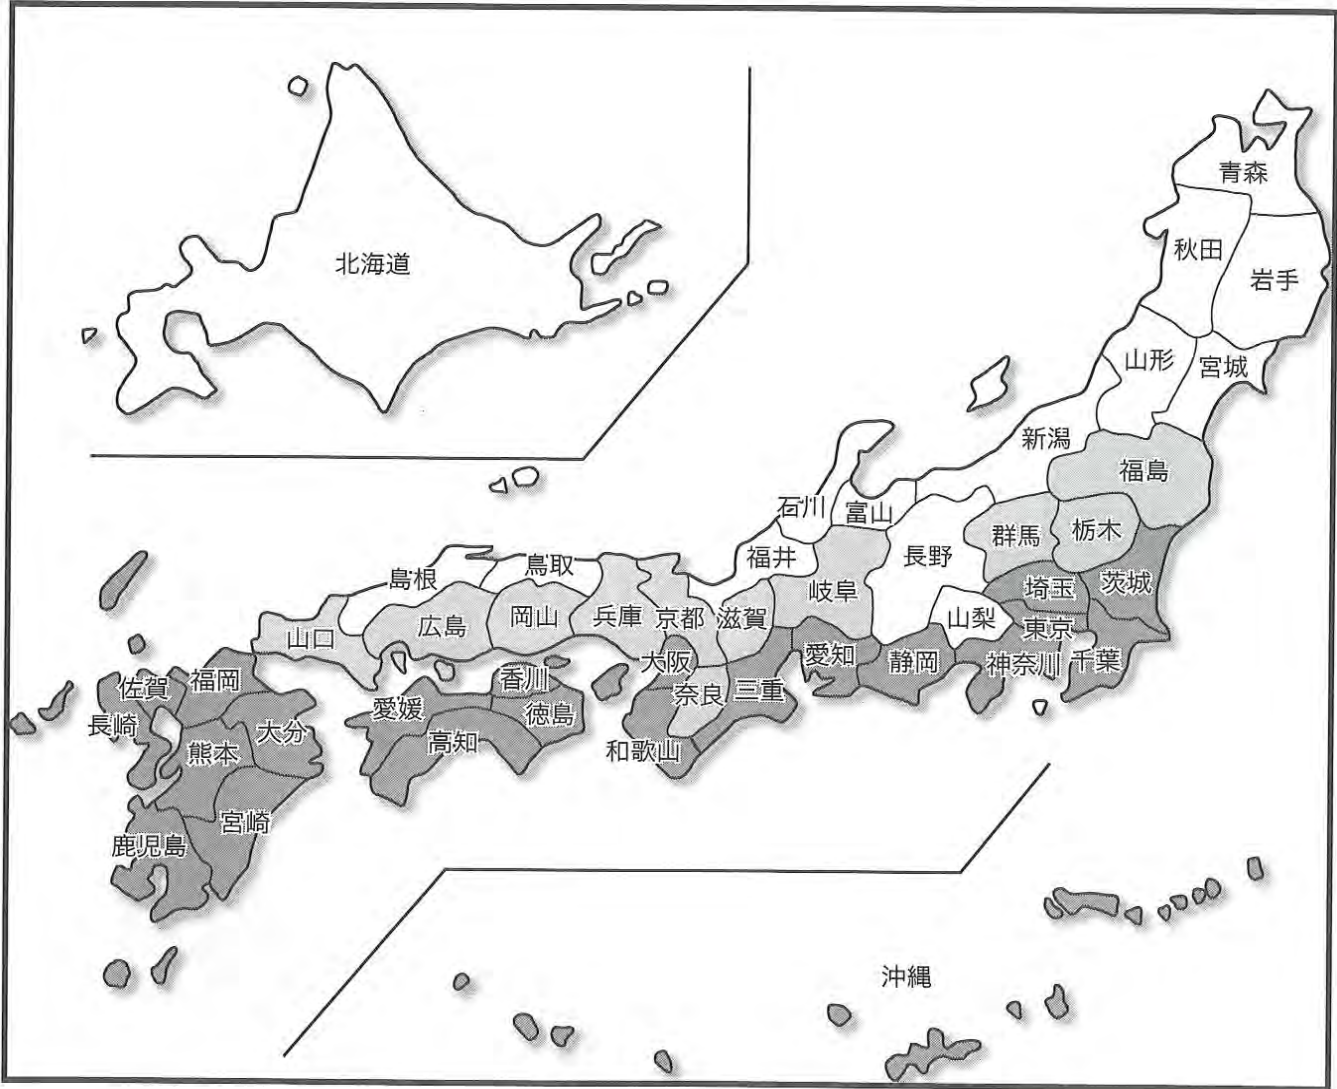 北海道
青森
秋田
岩手
山形
宮城
新潟
福島
石川
富山
群馬
栃木
福井
長野
鳥取
島根
岐阜
埼玉
茨城
広島
岡山
兵庫
京都
滋賀
山梨
東京
山口
大阪
愛知
静岡
神奈川
千葉
香川
奈良
三重
佐賀
福岡
愛媛
徳島
長崎
大分
高知
和歌山
熊本
宮崎
鹿児島
沖縄